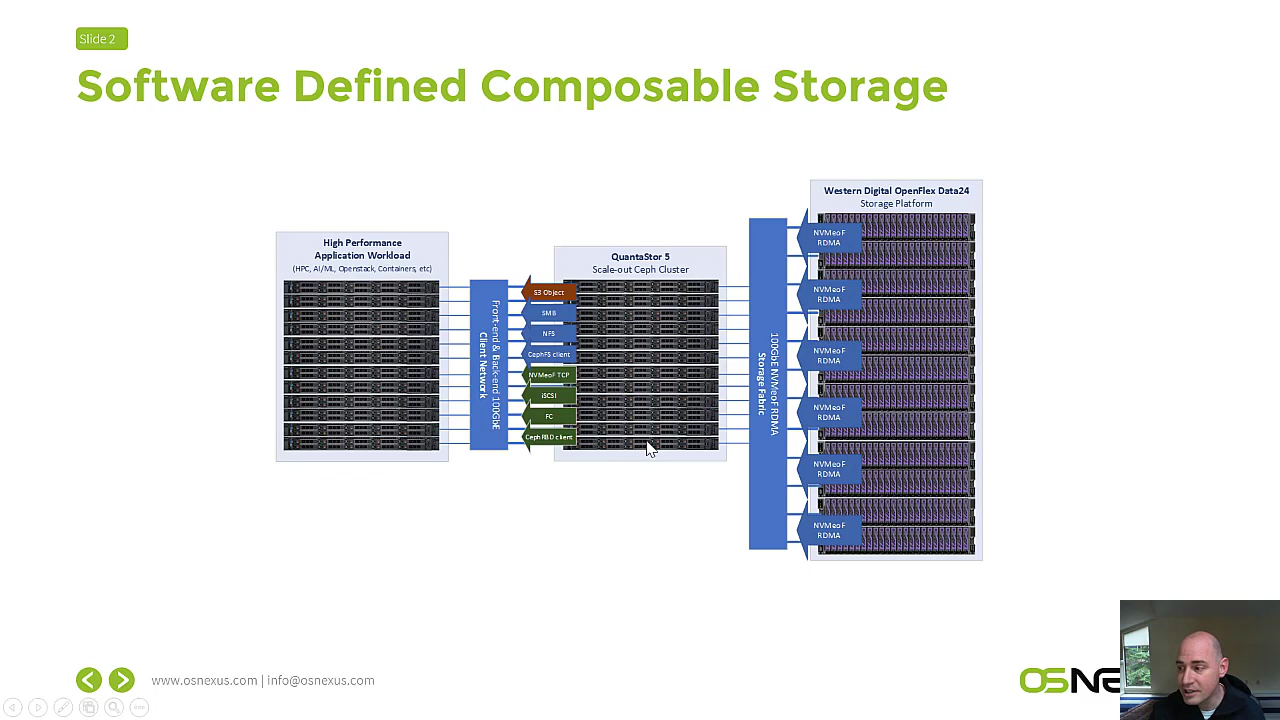 Slide 2
Software Defined Composable Storage
High Performance
Application Workload
(HPC, AI/ML, Openstack, Containers, etc)
Front-end & Back-end 100GbE
Client Network
QuantaStor 5
Scale-out Ceph Cluster
S3 Object
SMB
NFS
CephFS client
NVMeoF TCP
iSCSI
FC
CephRBD client
100GbE NVMeoF RDMA
Storage Fabric
Western Digital OpenFlex Data24
Storage Platform
NVMeoF
RDMA
NVMeoF
RDMA
NVMeoF
RDMA
NVMeoF
RDMA
NVMeoF
RDMA
NVMeoF
RDMA
www.osnexus.com | info@osnexus.com
OSNE